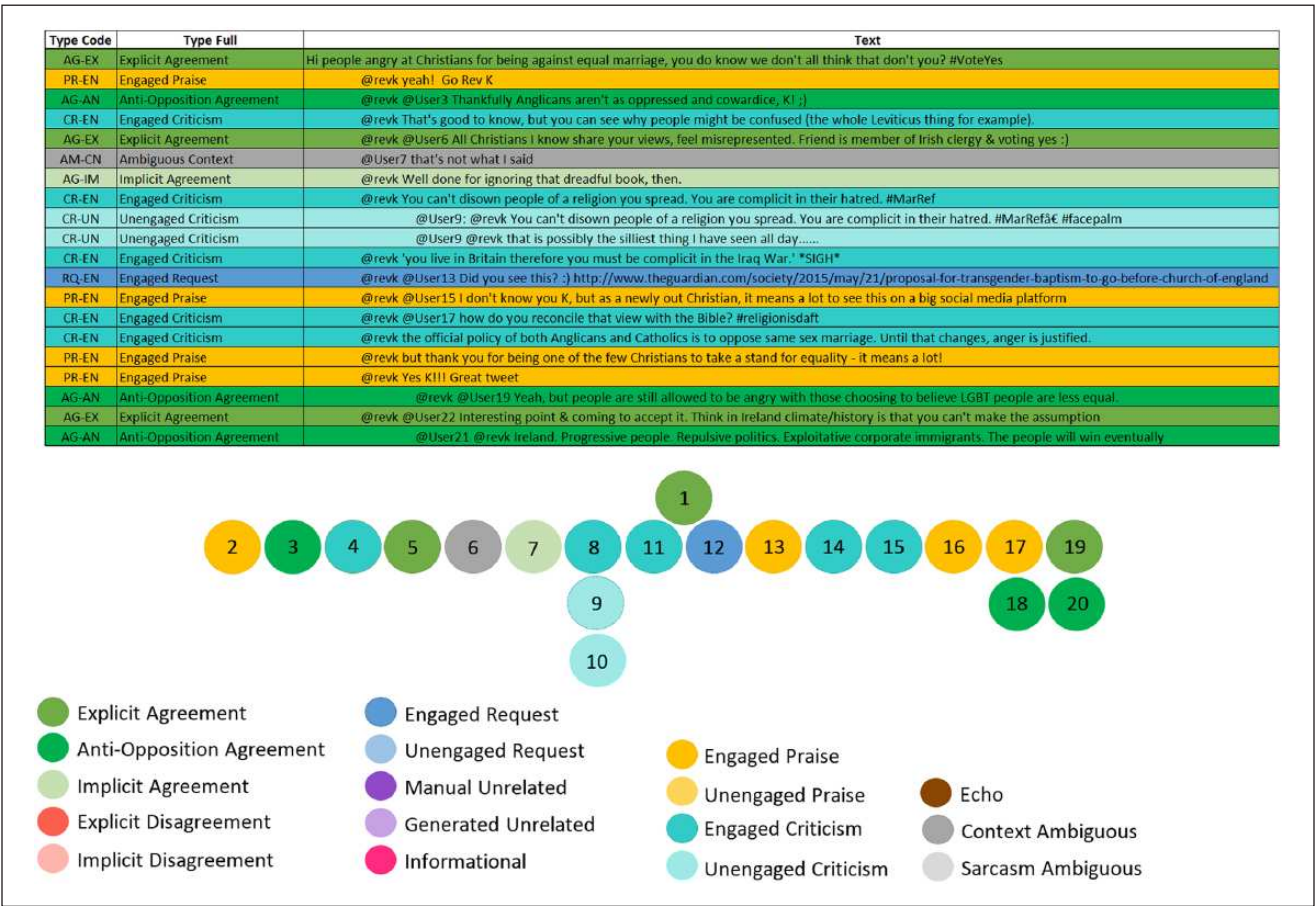 Type Code Type Full Text
AG-EX Explicit Agreement Hi people angry at Christians for being against equal marriage, you do know we don't all think that don't you? #VoteYes
PR-EN Engaged Praise @revk yeah! Go Rev K
AG-AN Anti-Opposition Agreement @revk @User3 Thankfully Anglicans aren't as oppressed and cowardice, K! ;)
CR-EN Engaged Criticism @revk That's good to know, but you can see why people might be confused (the whole Leviticus thing for example).
AG-EX Explicit Agreement @revk @User6 All Christians I know share your views, feel misrepresented. Friend is member of Irish clergy & voting yes :)
AM-CN Ambiguous Context @User7 that's not what I said
AG-IM Implicit Agreement @revk Well done for ignoring that dreadful book, then.
CR-EN Engaged Criticism @revk You can't disown people of a religion you spread. You are complicit in their hatred. #MarRef
CR-UN Unengaged Criticism @User9: @revk You can't disown people of a religion you spread. You are complicit in their hatred. #MarRefâ€ #facepalm
CR-UN Unengaged Criticism @User9 @revk that is possibly the silliest thing I have seen all day......
CR-EN Engaged Criticism @revk 'you live in Britain therefore you must be complicit in the Iraq War.' *SIGH*
RQ-EN Engaged Request @revk @User13 Did you see this? :) http://www.theguardian.com/society/2015/may/21/proposal-for-transgender-baptism-to-go-before-church-of-england
PR-EN Engaged Praise @revk @User15 I don't know you K, but as a newly out Christian, it means a lot to see this on a big social media platform
CR-EN Engaged Criticism @revk @User17 how do you reconcile that view with the Bible? #religionisdaft
CR-EN Engaged Criticism @revk the official policy of both Anglicans and Catholics is to oppose same sex marriage. Until that changes, anger is justified.
PR-EN Engaged Praise @revk but thank you for being one of the few Christians to take a stand for equality - it means a lot!
PR-EN Engaged Praise @revk Yes K!!! Great tweet
AG-AN Anti-Opposition Agreement @revk @User19 Yeah, but people are still allowed to be angry with those choosing to believe LGBT people are less equal.
AG-EX Explicit Agreement @revk @User22 Interesting point & coming to accept it. Think in Ireland climate/history is that you can't make the assumption
AG-AN Anti-Opposition Agreement @User21 @revk Ireland. Progressive people. Repulsive politics. Exploitative corporate immigrants. The people will win eventually
1
2 3 4 5 6 7 8 11 12 13 14 15 16 17 19
9 18 20
10
Explicit Agreement
Anti-Opposition Agreement
Implicit Agreement
Explicit Disagreement
Implicit Disagreement
Engaged Request
Unengaged Request
Manual Unrelated
Generated Unrelated
Informational
Engaged Praise
Unengaged Praise
Engaged Criticism
Unengaged Criticism
Echo
Context Ambiguous
Sarcasm Ambiguous